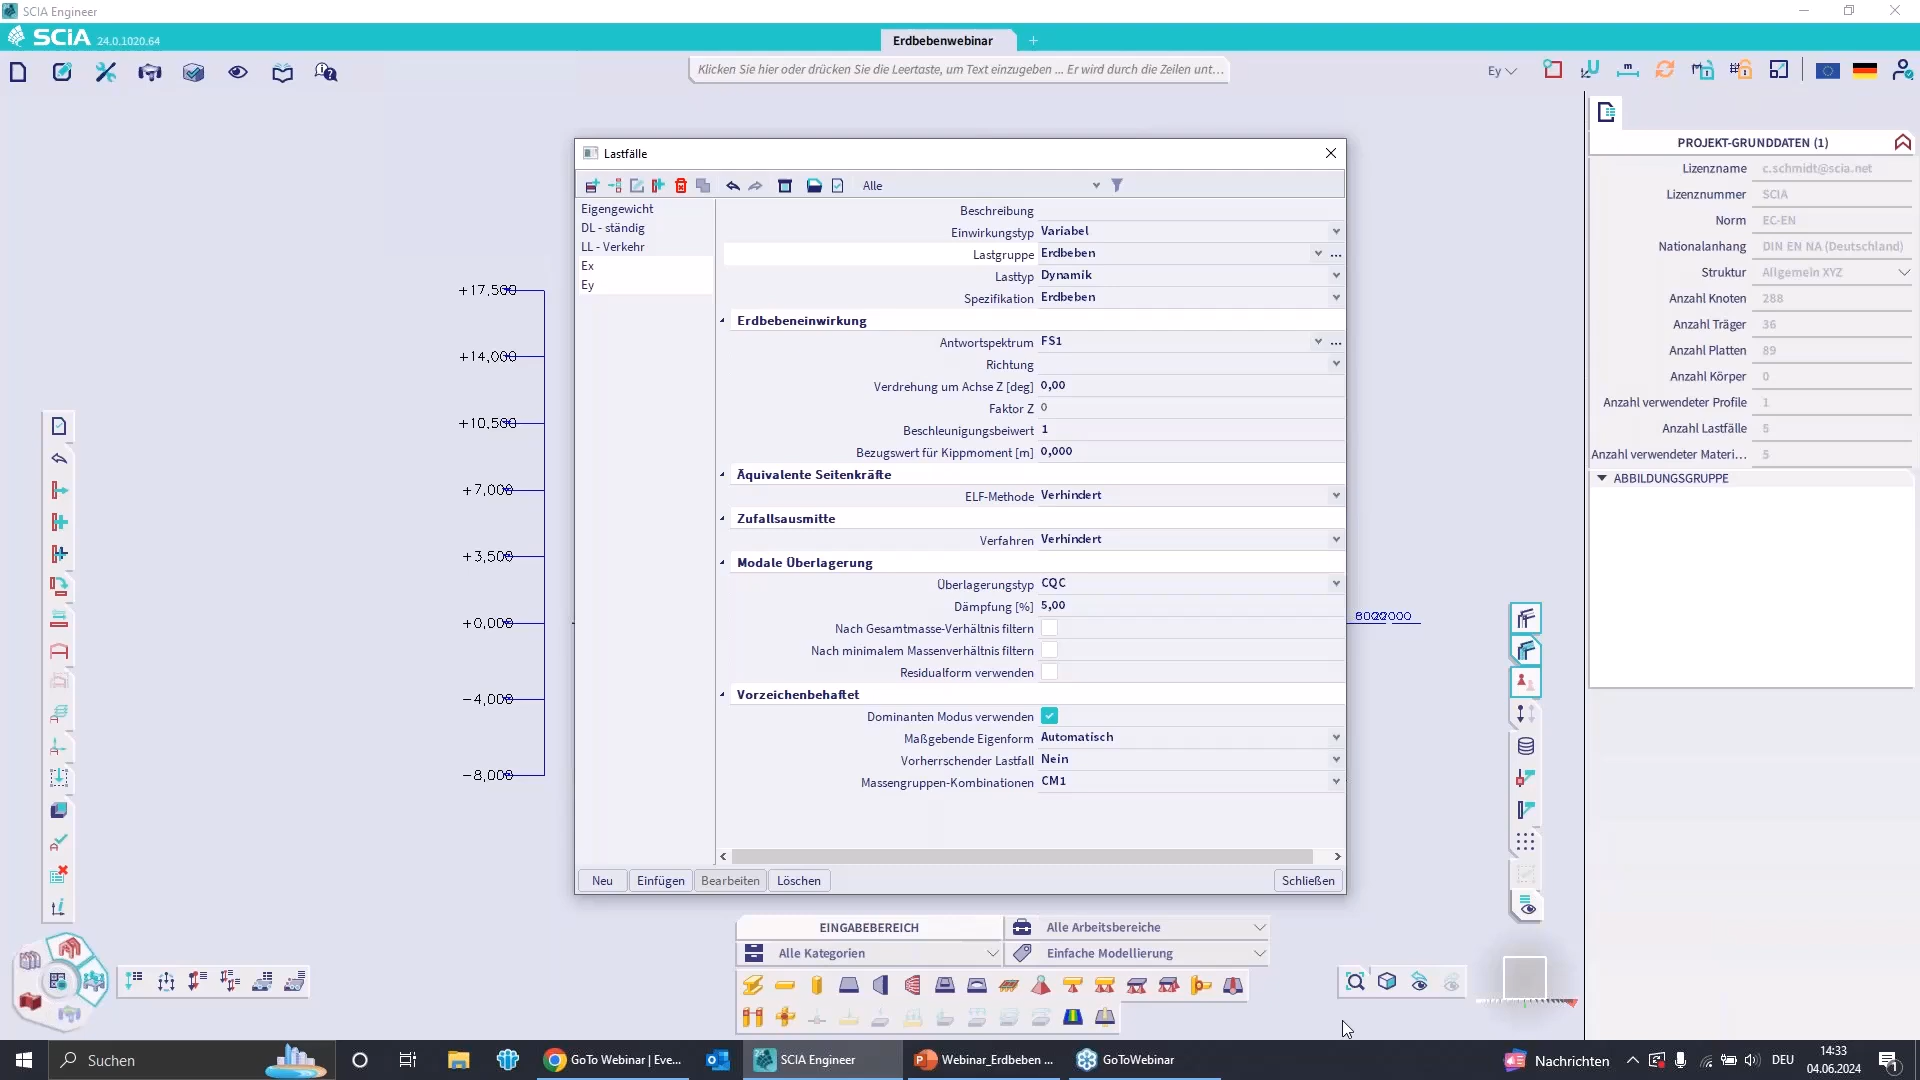 SCIA Engineer
SCIA 24.0.1020.64
Erdbebenwebinar
Klicken Sie hier oder drücken Sie die Leertaste, um Text einzugeben ... Er wird durch die Zeilen unt...
Ey
PROJEKT-GRUNDDATEN (1)
Lizenzname c.schmidt@scia.net
Lizenznummer SCIA
Norm EC-EN
Nationalanhang DIN EN NA (Deutschland)
Struktur Allgemein XYZ
Anzahl Knoten 288
Anzahl Träger 36
Anzahl Platten 89
Anzahl Körper 0
Anzahl verwendeter Profile 1
Anzahl Lastfälle 5
Anzahl verwendeter Materi... 5
ABBILDUNGSGRUPPE
Lastfälle
Alle
Eigengewicht
DL - ständig
LL - Verkehr
Ex
Ey
Beschreibung
Einwirkungstyp Variabel
Lastgruppe Erdbeben ...
Lasttyp Dynamik
Spezifikation Erdbeben
Erdbebeneinwirkung
Antwortspektrum FS1 ...
Richtung
Verdrehung um Achse Z [deg] 0,00
Faktor Z 0
Beschleunigungsbeiwert 1
Bezugswert für Kippmoment [m] 0,000
Äquivalente Seitenkräfte
ELF-Methode Verhindert
Zufallsausmitte
Verfahren Verhindert
Modale Überlagerung
Überlagerungstyp CQC
Dämpfung [%] 5,00
Nach Gesamtmasse-Verhältnis filtern
Nach minimalem Massenverhältnis filtern
Residualform verwenden
Vorzeichenbehaftet
Dominanten Modus verwenden
Maßgebende Eigenform Automatisch
Vorherrschender Lastfall Nein
Massengruppen-Kombinationen CM1
Neu Einfügen Bearbeiten Löschen Schließen
+17,500
+14,000
+10,500
+7,000
+3,500
+0,000
-4,000
-8,000
EINGABEBEREICH Alle Arbeitsbereiche
Alle Kategorien Einfache Modellierung
Suchen
GoTo Webinar | Eve...
SCIA Engineer
Webinar_Erdbeben ...
GoToWebinar
Nachrichten
DEU
14:33
04.06.2024
1